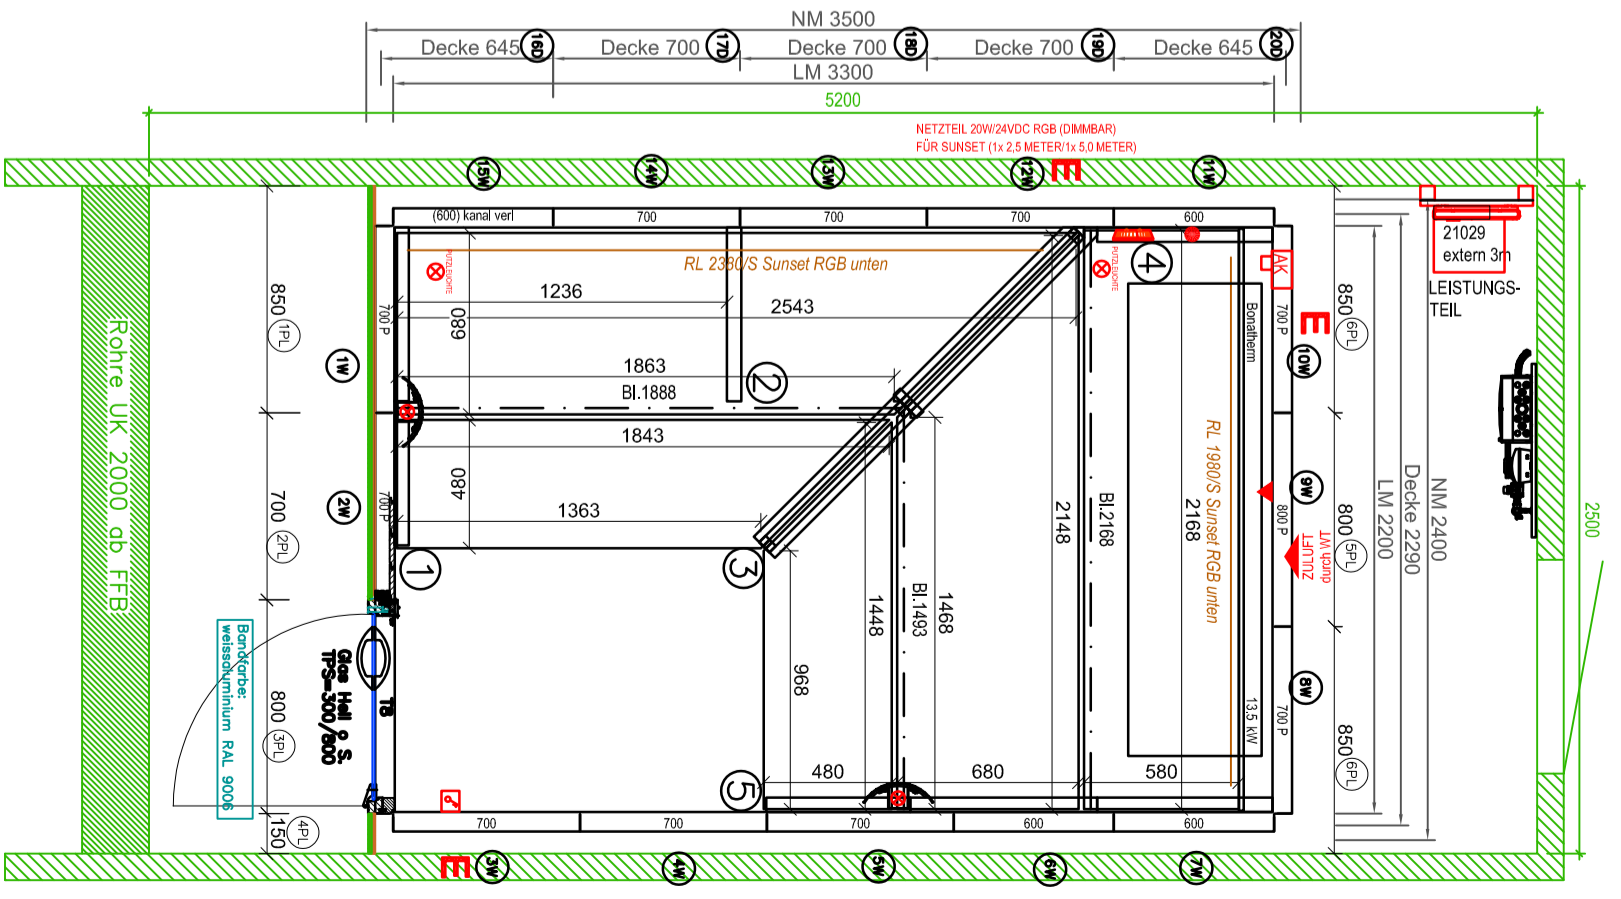 NM 3500
Decke 645
16D
Decke 700
17D
Decke 700
18D
Decke 700
19D
Decke 645
20D
LM 3300
5200
NETZTEIL 20W/24VDC RGB (DIMMBAR)
FÜR SUNSET (1x 2,5 METER/1x 5,0 METER)
15W
14W
13W
12W
E
11W
(600) kanal verl
700
700
700
600
21029
extern 3m
LEISTUNGS-
TEIL
AK
E
PUTZLEUCHTE
RL 2380/S Sunset RGB unten
PUTZLEUCHTE
4
1236
2543
680
1863
2
Bl.1888
1843
480
1363
1
3
5
Bonatherm
13.5 kW
RL 1980/S Sunset RGB unten
2168
Bl.2168
2148
1468
Bl.1493
1448
968
480
680
580
700 P
700 P
700 P
800 P
700 P
10W
9W
8W
850
6PL
800
5PL
850
6PL
ZULUFT
durch WT
NM 2400
Decke 2290
LM 2200
2500
850
1PL
700
2PL
800
3PL
150
4PL
1W
2W
Rohre UK 2000 ab FFB
Bandfarbe:
weissaluminium RAL 9006
Glas Hell o S.
TPS=300/800
TB
700
700
700
600
600
E
3W
4W
5W
6W
7W